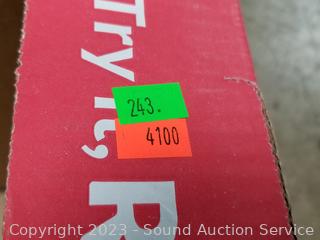 Try It, R
243.
4100
Copyright 2023 - Sound Auction Service